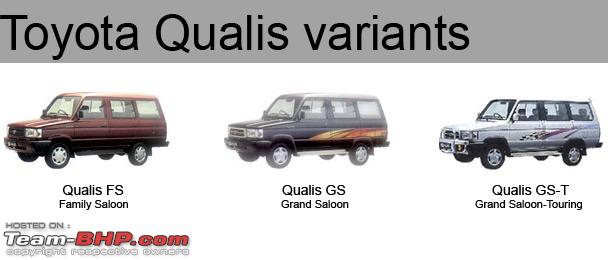 Toyota Qualis variants
Qualis FS
Family Saloon
Qualis GS
Grand Saloon
Qualis GS-T
Grand Saloon-Touring
HOSTED ON :
Team-BHP.com
copyright respective owners